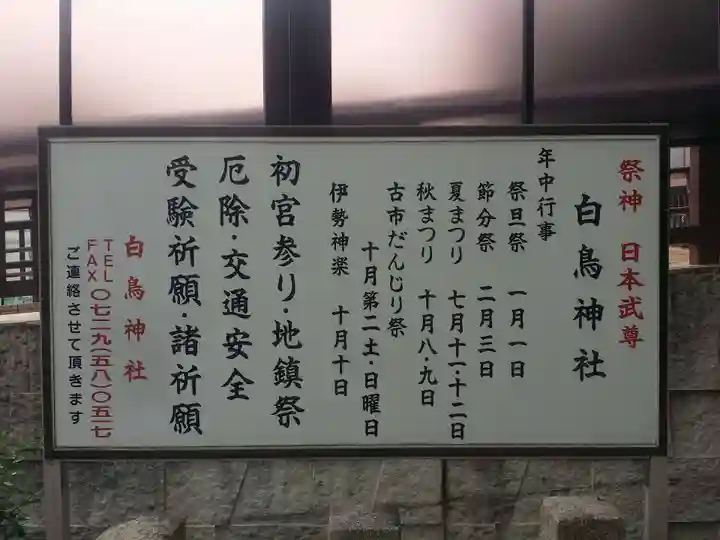 祭神 日本武尊
白鳥神社
年中行事
祭旦祭 一月一日
節分祭 二月三日
夏まつり 七月十一・十二日
秋まつり 十月八・九日
古市だんじり祭
十月第二土・日曜日
伊勢神楽 十月十日
初宮参り・地鎮祭
厄除・交通安全
受験祈願・諸祈願
白鳥神社
TEL 〇七二九(五八)〇五一七
FAX
ご連絡させて頂きます